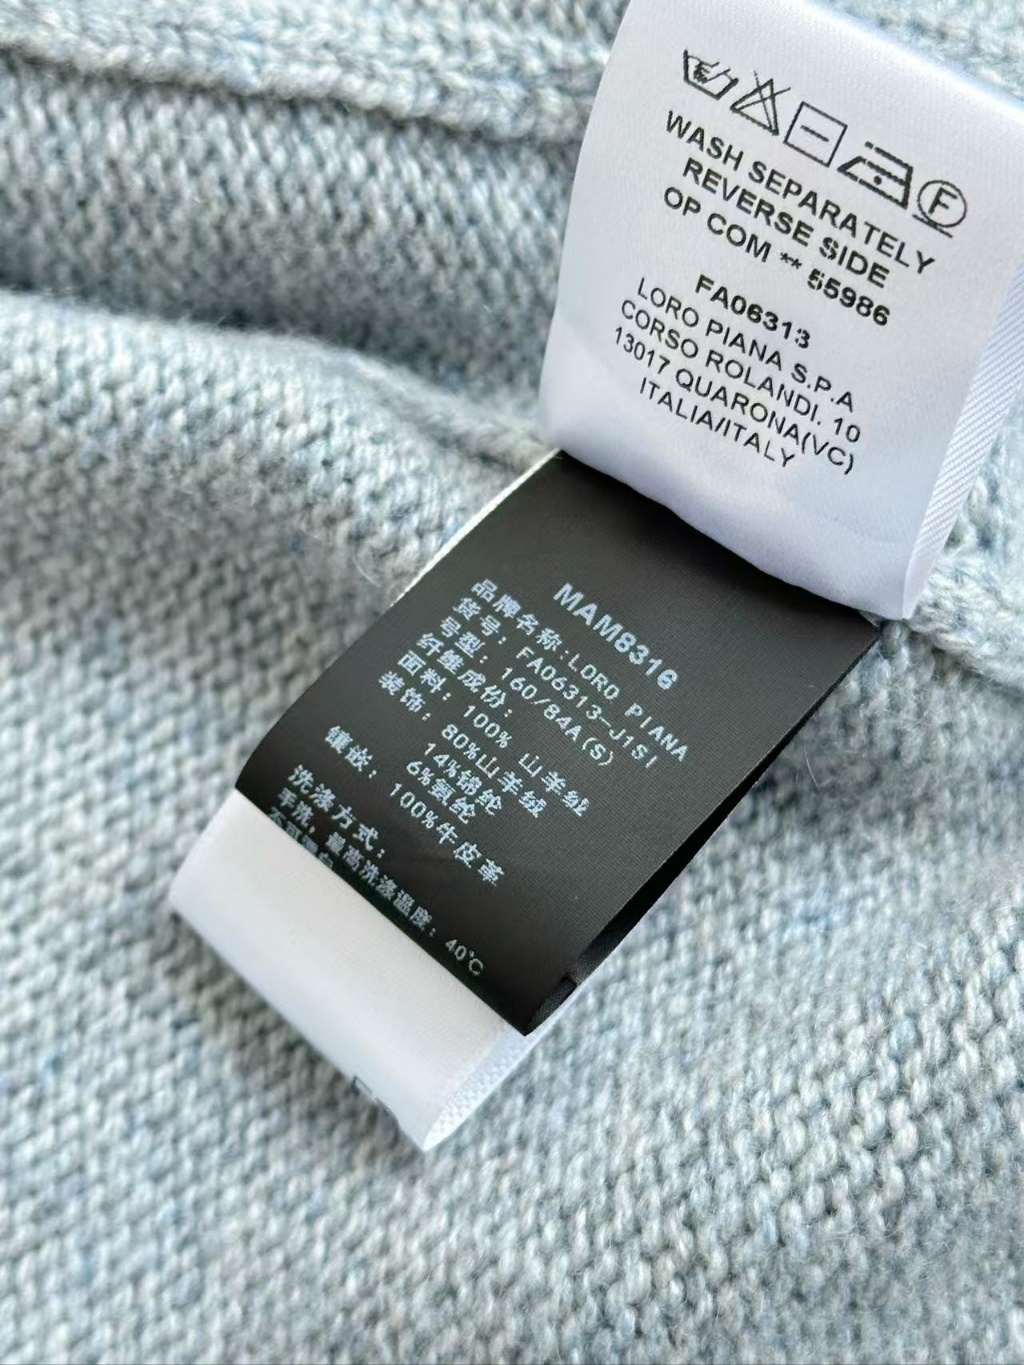 WASH SEPARATELY
REVERSE SIDE
OP COM ** 55986
FA06313
LORO PIANA S.P.A
CORSO ROLANDI. 10
13017 QUARONA(VC)
ITALIA/ITALY
MAM8316
品牌名称:LORO PIANA
货号: FA06313-J1SI
号型: 160/84A(S)
纤维成份:
面料: 100% 山羊绒
装饰: 80%山羊绒
14%锦纶
6%氨纶
镶嵌: 100%牛皮革
洗涤方式:
手洗, 最高洗涤温度: 40℃